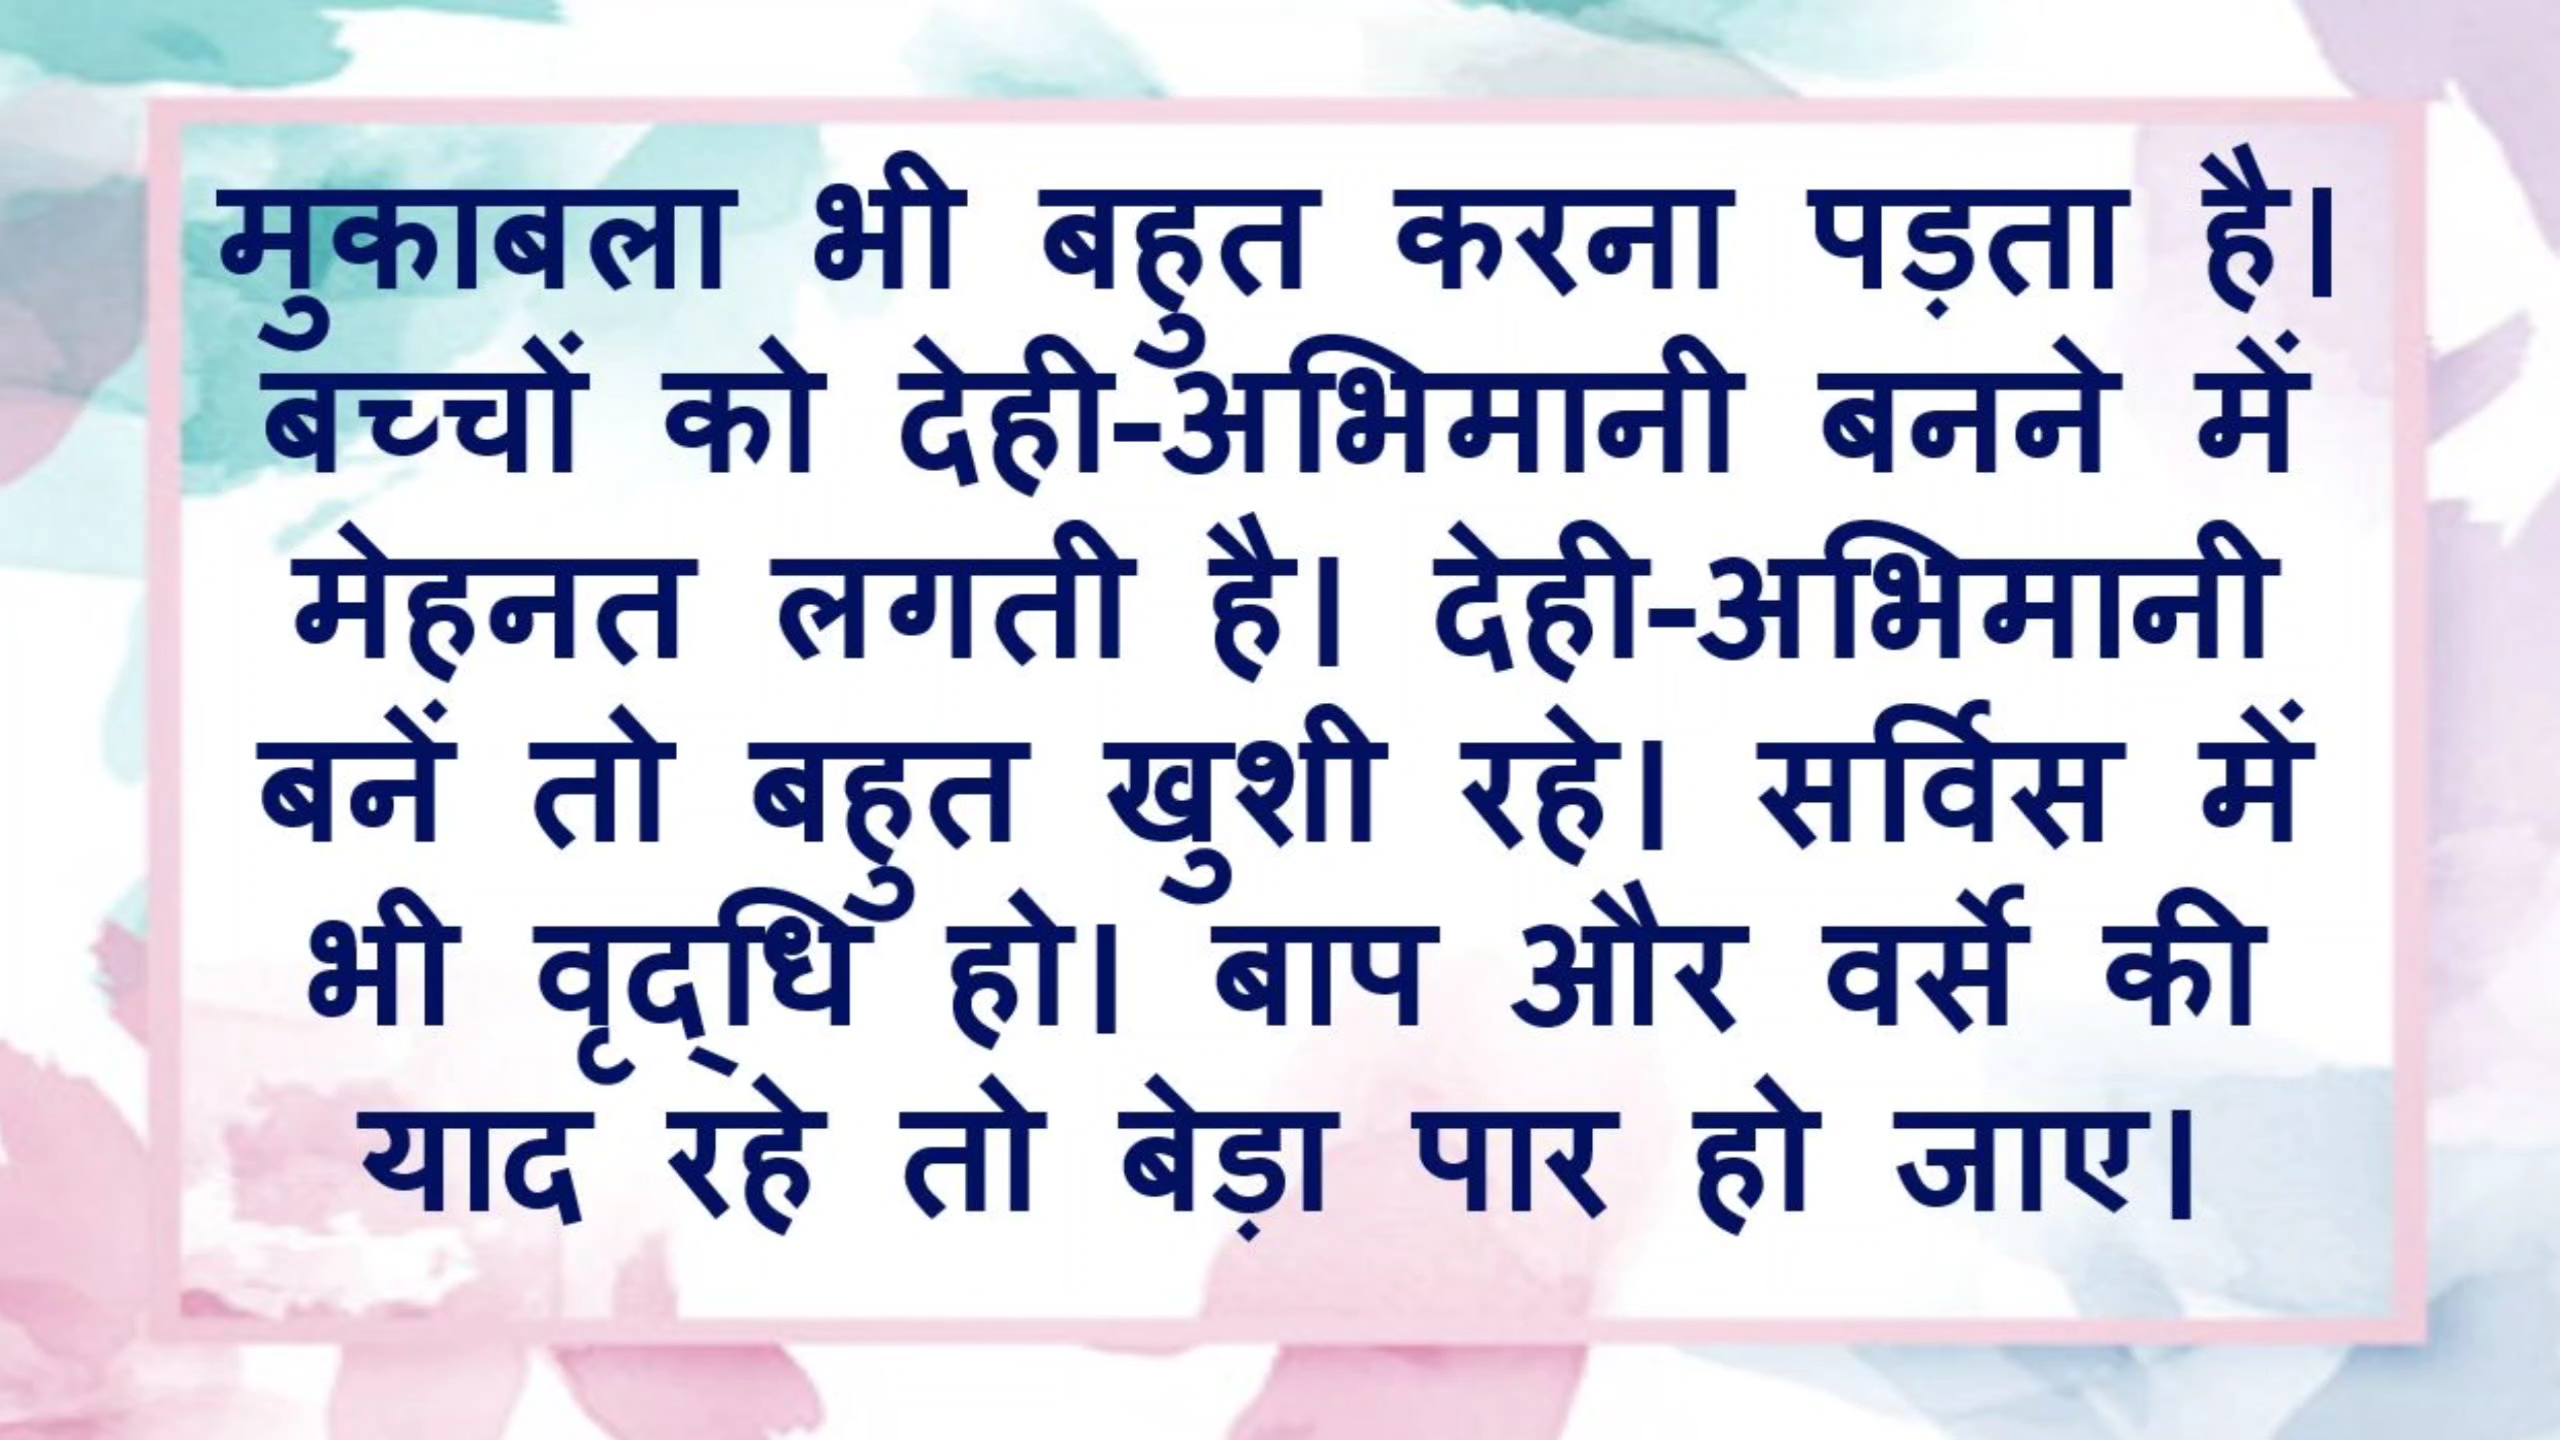 मुकाबला भी बहुत करना पड़ता है।
बच्चों को देही-अभिमानी बनने में
मेहनत लगती है। देही-अभिमानी
बनें तो बहुत खुशी रहे। सर्विस में
भी वृद्धि हो। बाप और वर्से की
याद रहे तो बेड़ा पार हो जाए।